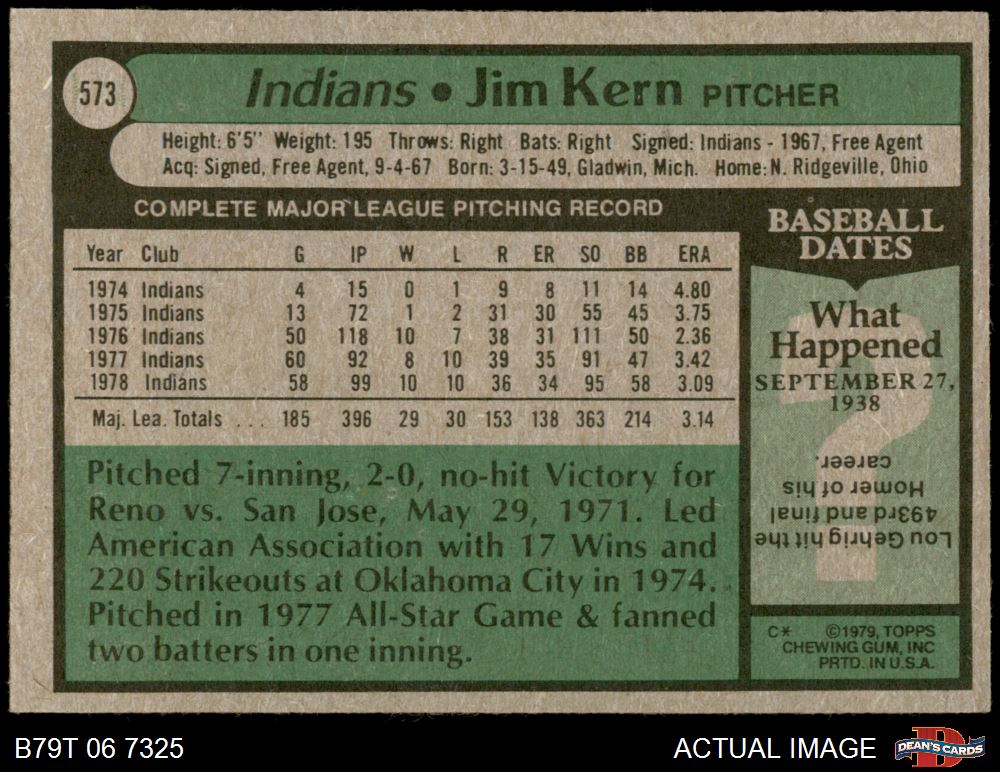 573
Indians • Jim Kern PITCHER
Height: 6'5" Weight: 195 Throws: Right Bats: Right Signed: Indians - 1967, Free Agent
Acq: Signed, Free Agent, 9-4-67 Born: 3-15-49, Gladwin, Mich. Home: N. Ridgeville, Ohio
COMPLETE MAJOR LEAGUE PITCHING RECORD
Year Club G IP W L R ER SO BB ERA
1974 Indians 4 15 0 1 9 8 11 14 4.80
1975 Indians 13 72 1 2 31 30 55 45 3.75
1976 Indians 50 118 10 7 38 31 111 50 2.36
1977 Indians 60 92 8 10 39 35 91 47 3.42
1978 Indians 58 99 10 10 36 34 95 58 3.09
Maj. Lea. Totals . . . 185 396 29 30 153 138 363 214 3.14
Pitched 7-inning, 2-0, no-hit Victory for
Reno vs. San Jose, May 29, 1971. Led
American Association with 17 Wins and
220 Strikeouts at Oklahoma City in 1974.
Pitched in 1977 All-Star Game & fanned
two batters in one inning.
BASEBALL
DATES
What
Happened
SEPTEMBER 27,
1938
?
Lou Gehrig hit the
493rd and final
Homer of his
career.
C* ©1979, TOPPS
CHEWING GUM, INC
PRTD. IN U.S.A.
B79T 06 7325
ACTUAL IMAGE
DEAN'S CARDS